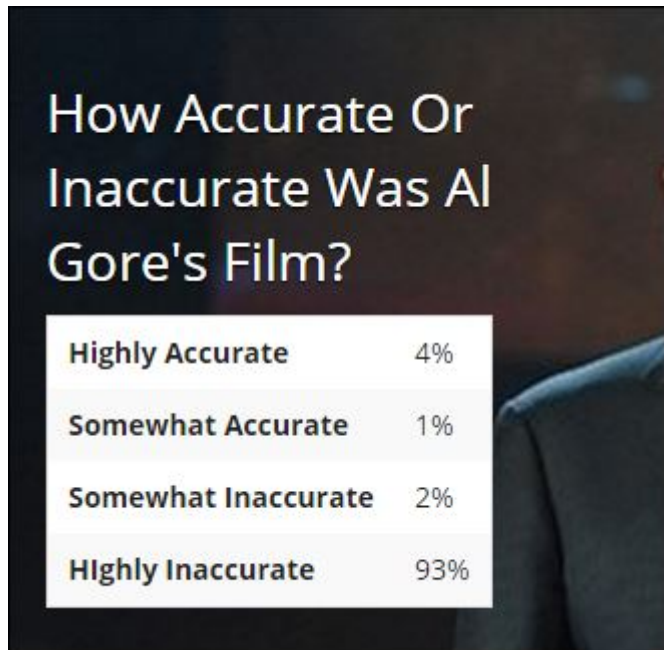 How Accurate Or
Inaccurate Was Al
Gore's Film?
Highly Accurate 4%
Somewhat Accurate 1%
Somewhat Inaccurate 2%
HIghly Inaccurate 93%